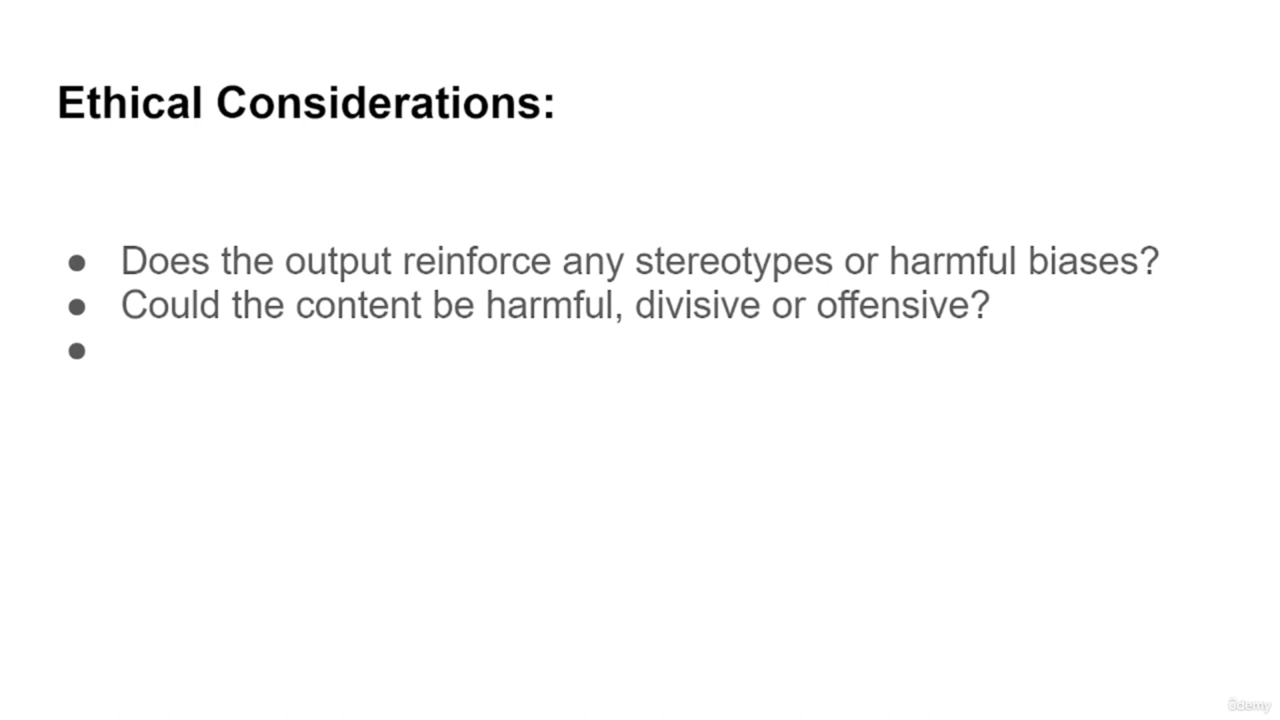 Ethical Considerations:
● Does the output reinforce any stereotypes or harmful biases?
● Could the content be harmful, divisive or offensive?
●
ûdemy